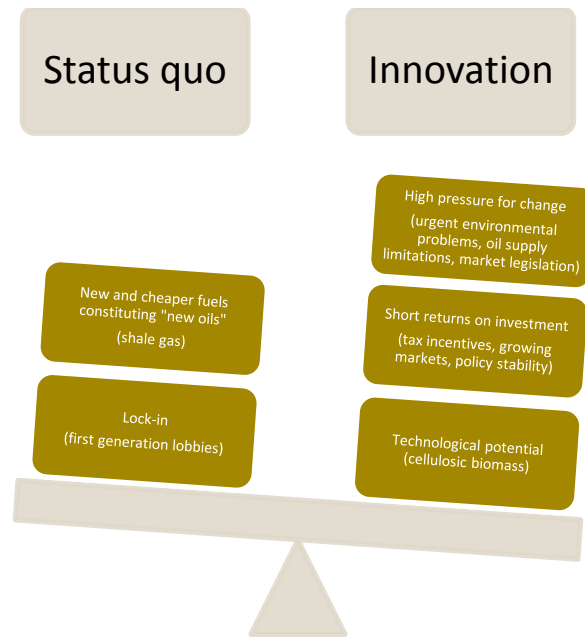 Status quo
Innovation
New and cheaper fuels
constituting "new oils"
(shale gas)
Lock-in
(first generation lobbies)
High pressure for change
(urgent environmental
problems, oil supply
limitations, market legislation)
Short returns on investment
(tax incentives, growing
markets, policy stability)
Technological potential
(cellulosic biomass)